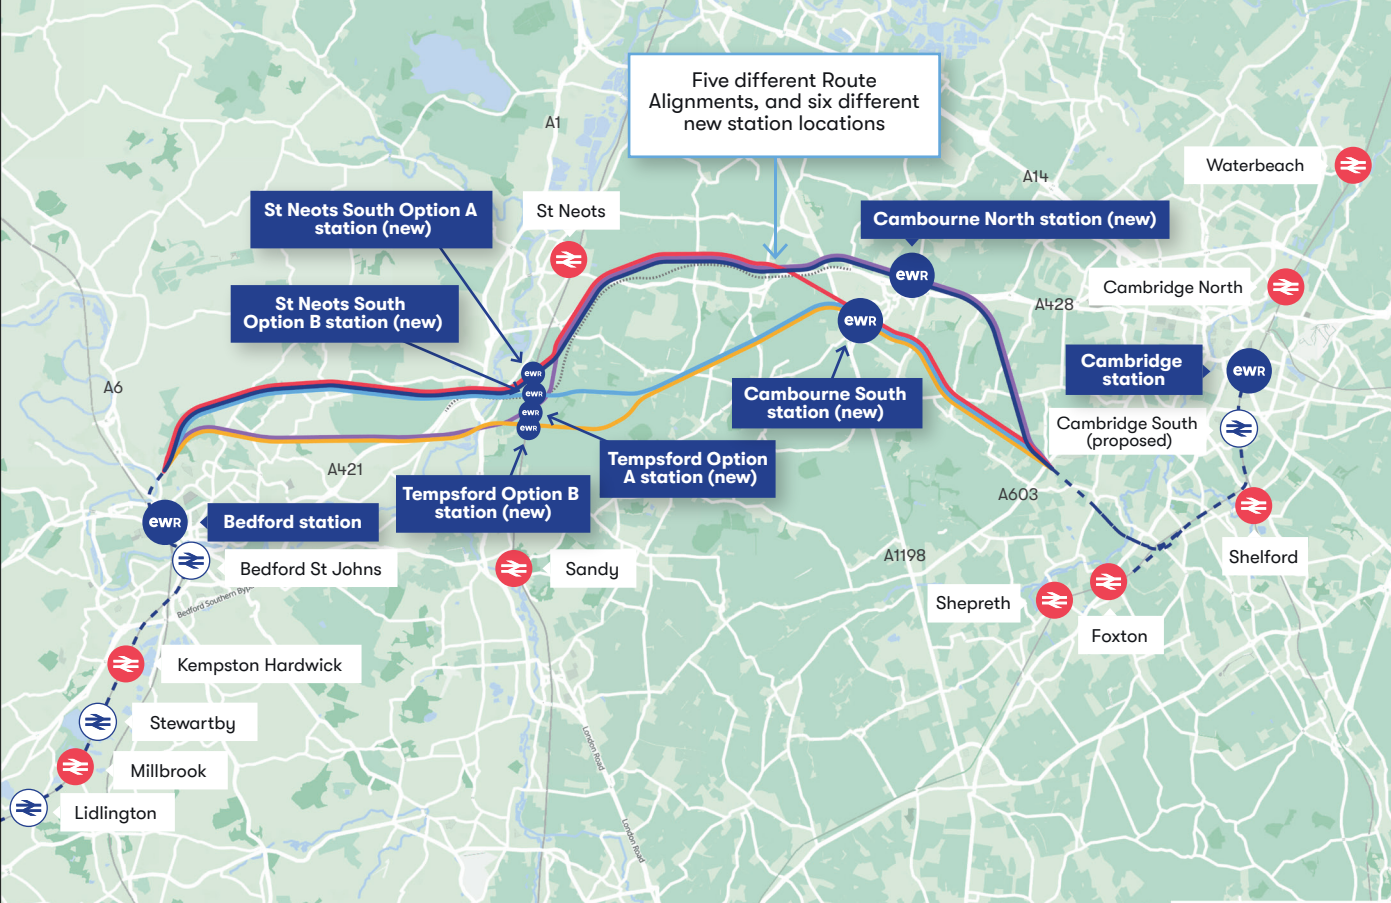 Five different Route
Alignments, and six different
new station locations
A1
A14
Waterbeach
St Neots South Option A
station (new)
St Neots
Cambourne North station (new)
ewR
Cambridge North
St Neots South
Option B station (new)
A428
ewR
Cambridge
station
ewR
ewR
ewR
ewR
ewR
A6
Cambourne South
station (new)
Cambridge South
(proposed)
A421
Tempsford Option
A station (new)
Tempsford Option B
station (new)
A603
ewR
Bedford station
Bedford St Johns
Sandy
A1198
Shelford
Bedford Southern Byp
Shepreth
Foxton
Kempston Hardwick
Stewartby
London Road
Millbrook
Lidlington
London Road